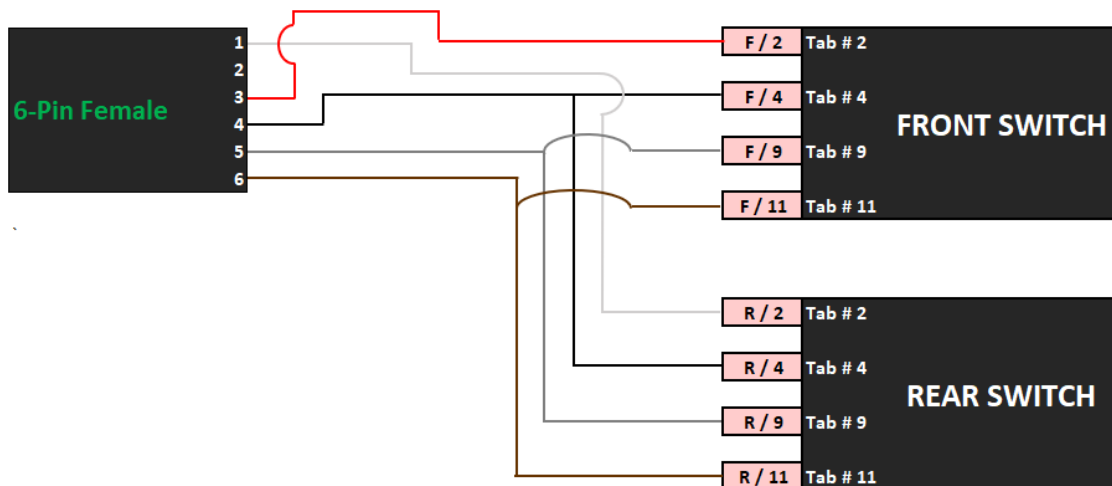 6-Pin Female
1
2
3
4
5
6
`
F / 2 Tab # 2
F / 4 Tab # 4
F / 9 Tab # 9
F / 11 Tab # 11
FRONT SWITCH
R / 2 Tab # 2
R / 4 Tab # 4
R / 9 Tab # 9
R / 11 Tab # 11
REAR SWITCH